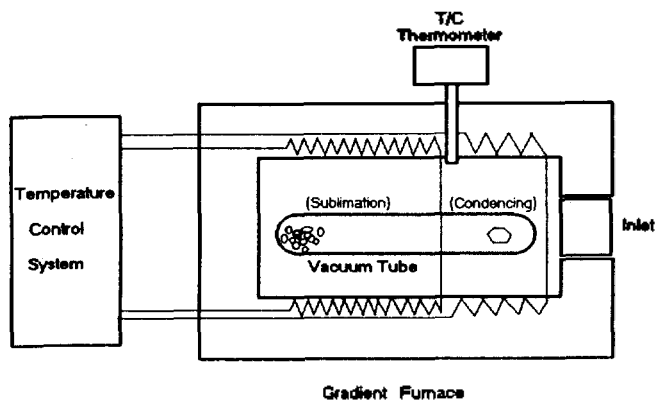 T/C
Thermometer
Temperature
Control
System
(Sublimation)
(Condencing)
Vacuum Tube
Inlet
Gradient Furnace